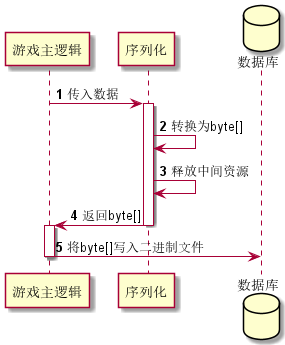 游戏主逻辑
序列化
数据库
1 传入数据
2 转换为byte[]
3 释放中间资源
4 返回byte[]
5 将byte[]写入二进制文件
游戏主逻辑
序列化
数据库